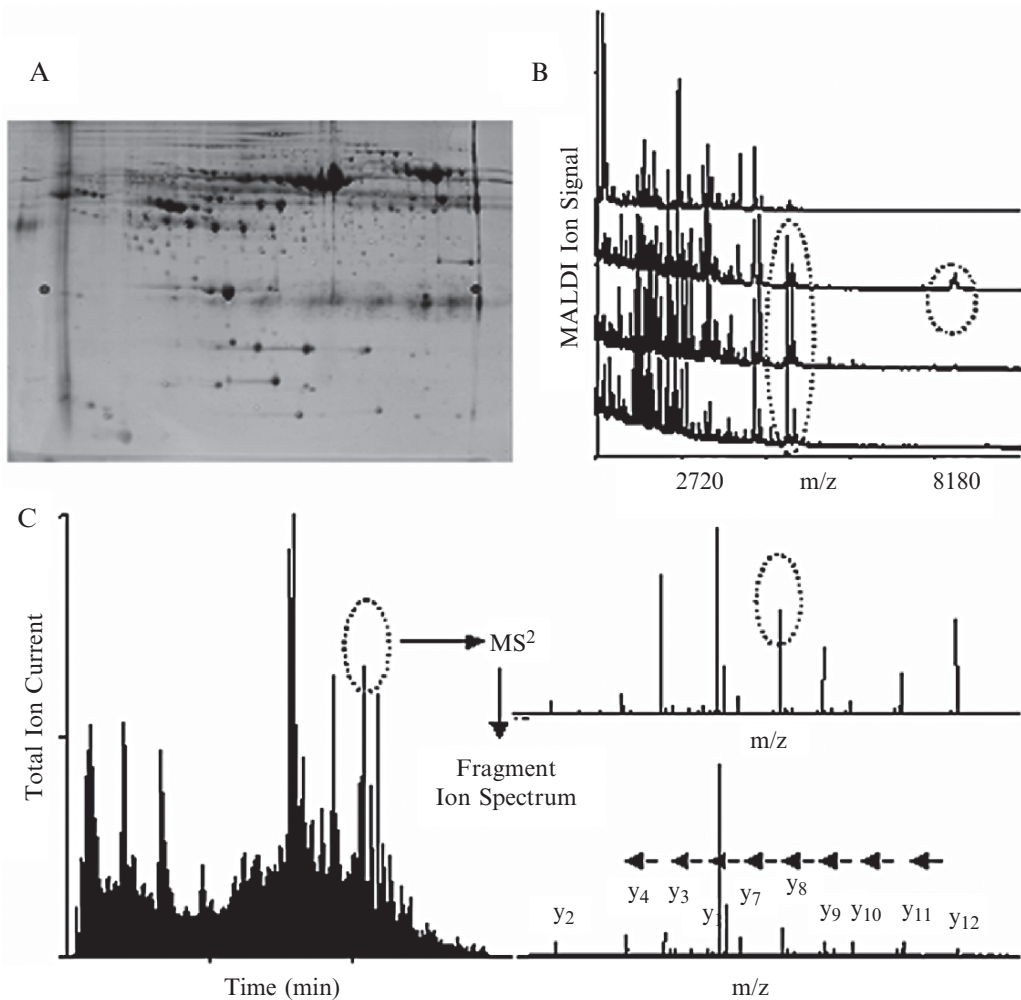 A
B
MALDI Ion Signal
2720
m/z
8180
C
Total Ion Current
Time (min)
MS²
Fragment
Ion Spectrum
m/z
y₂
y₄
y₃
y₁
y₇
y₈
y₉
y₁₀
y₁₁
y₁₂
m/z